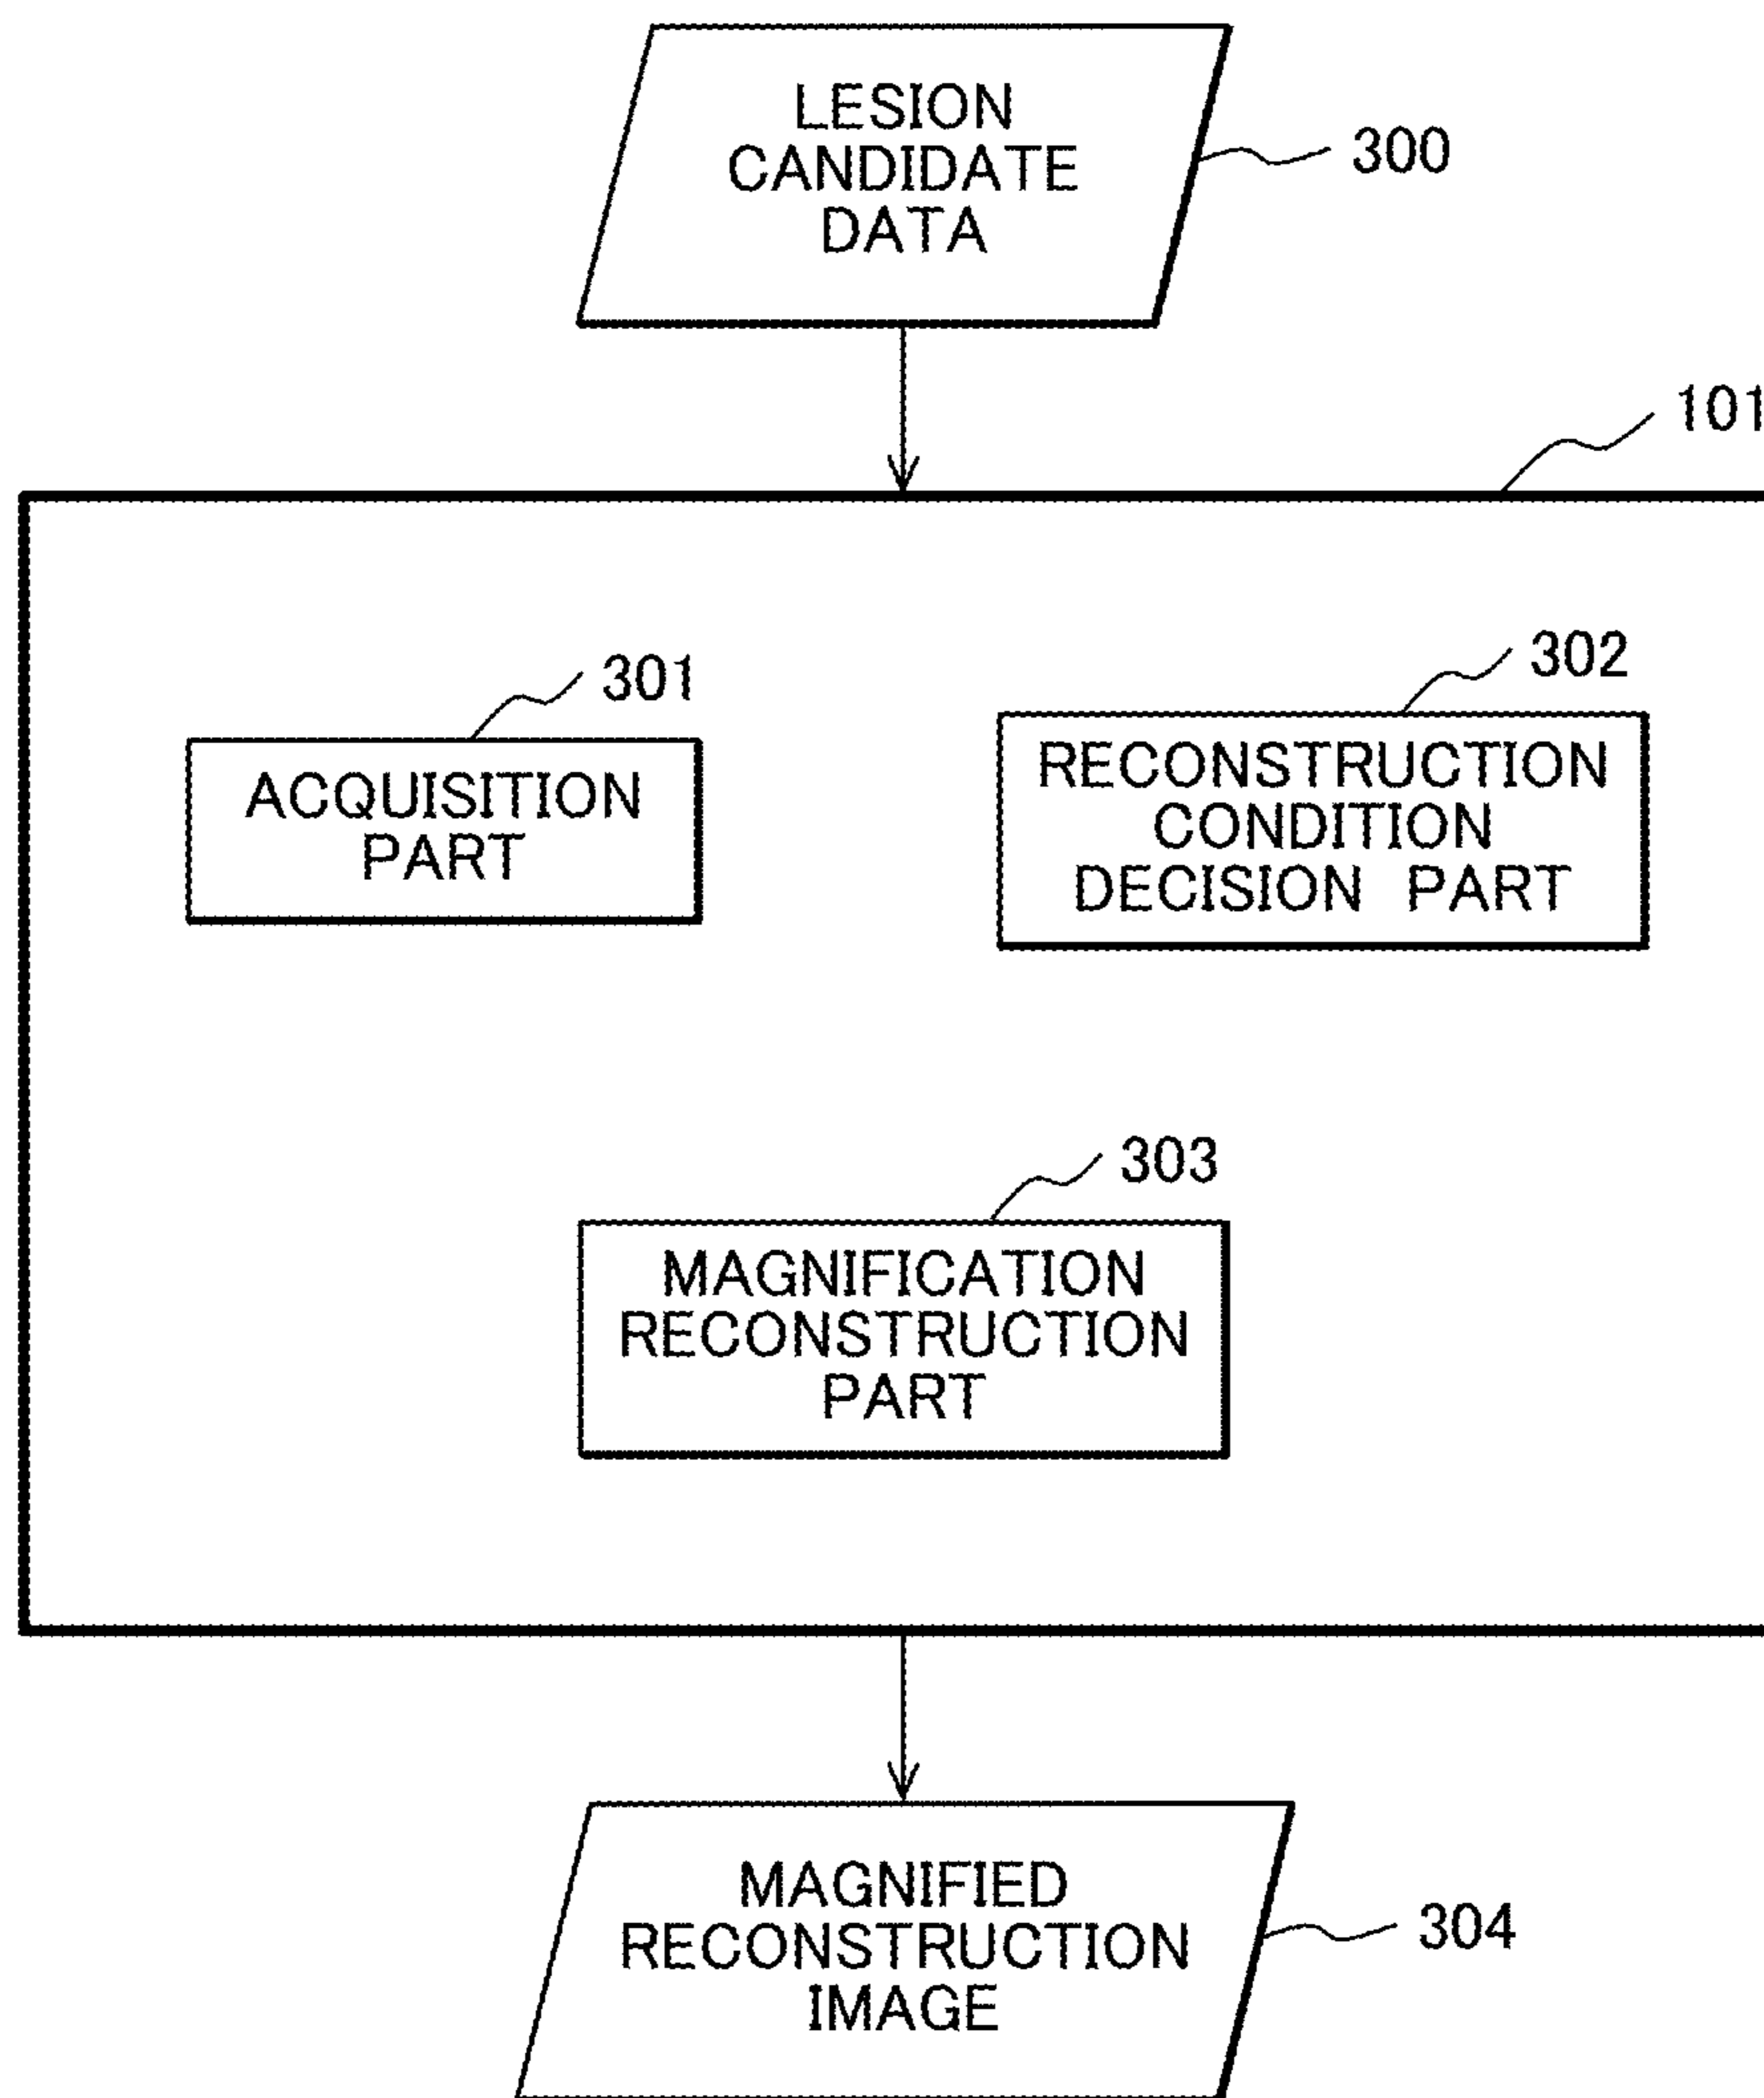 LESION
CANDIDATE
DATA
300
101
301
302
ACQUISITION
PART
RECONSTRUCTION
CONDITION
DECISION PART
303
MAGNIFICATION
RECONSTRUCTION
PART
MAGNIFIED
RECONSTRUCTION
IMAGE
304